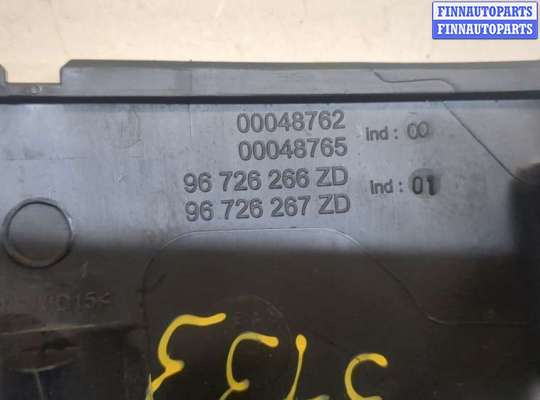 FINNAUTOPARTS
FINNAUTOPARTS
00048762
00048765 ind : 00
96 726 266 ZD ind : 01
96 726 267 ZD